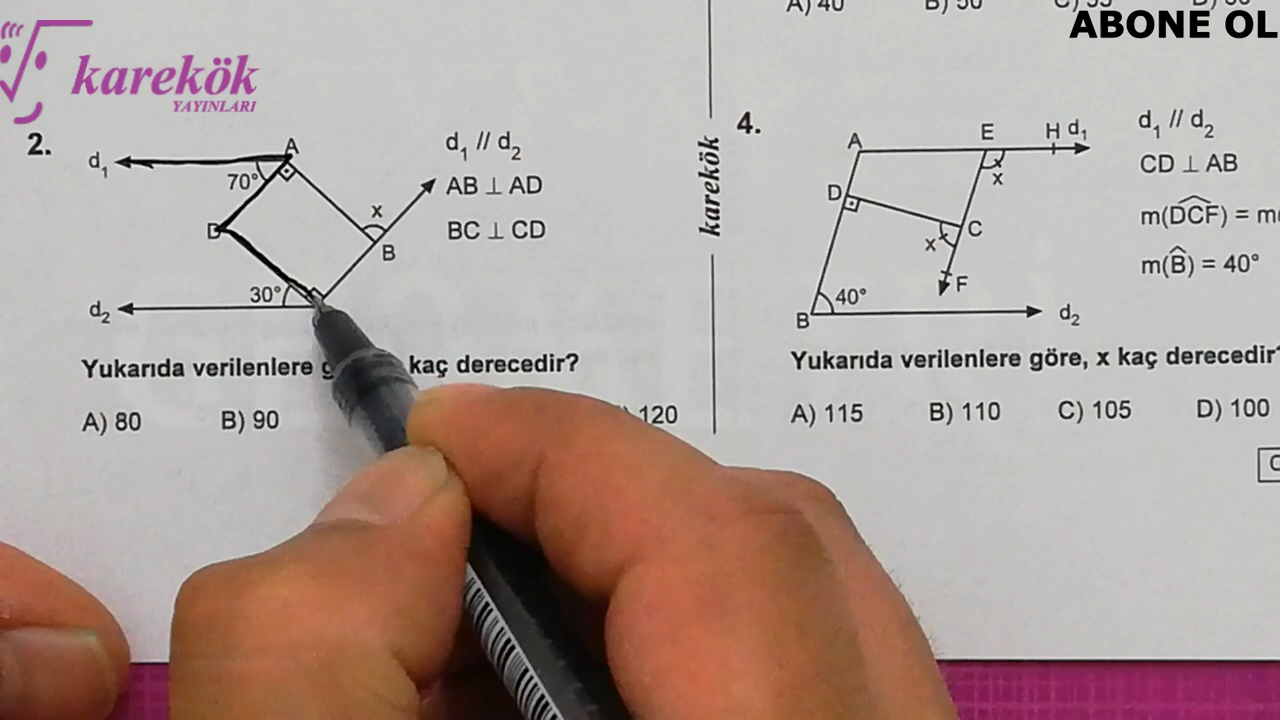 ABONE OL
karekök
YAYINLARI
2.
d₁
A
70°
D
x
B
30°
d₂
d₁ // d₂
AB ⊥ AD
BC ⊥ CD
Yukarıda verilenlere kaç derecedir?
A) 80
B) 90
120
karekök
A) 40
B) 50
4.
A
E
H
d₁
x
D
C
x
F
40°
B
d₂
d₁ // d₂
CD ⊥ AB
m(DCF) =
m(B̂) = 40°
Yukarıda verilenlere göre, x kaç derecedir
A) 115
B) 110
C) 105
D) 100